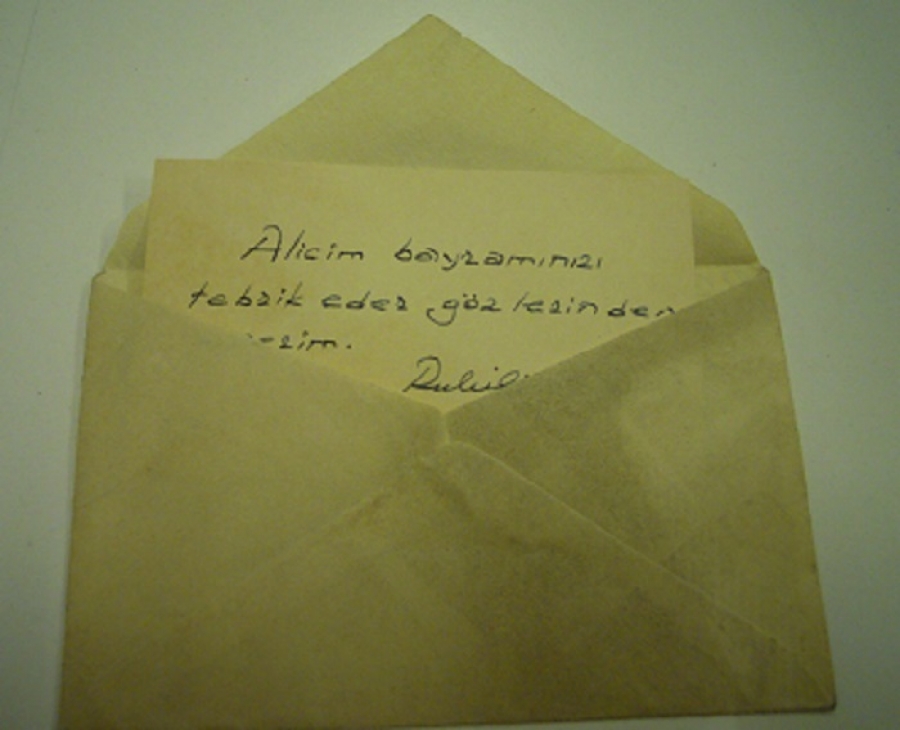 Alicim bayramınızı
tebrik eder gözlerinden